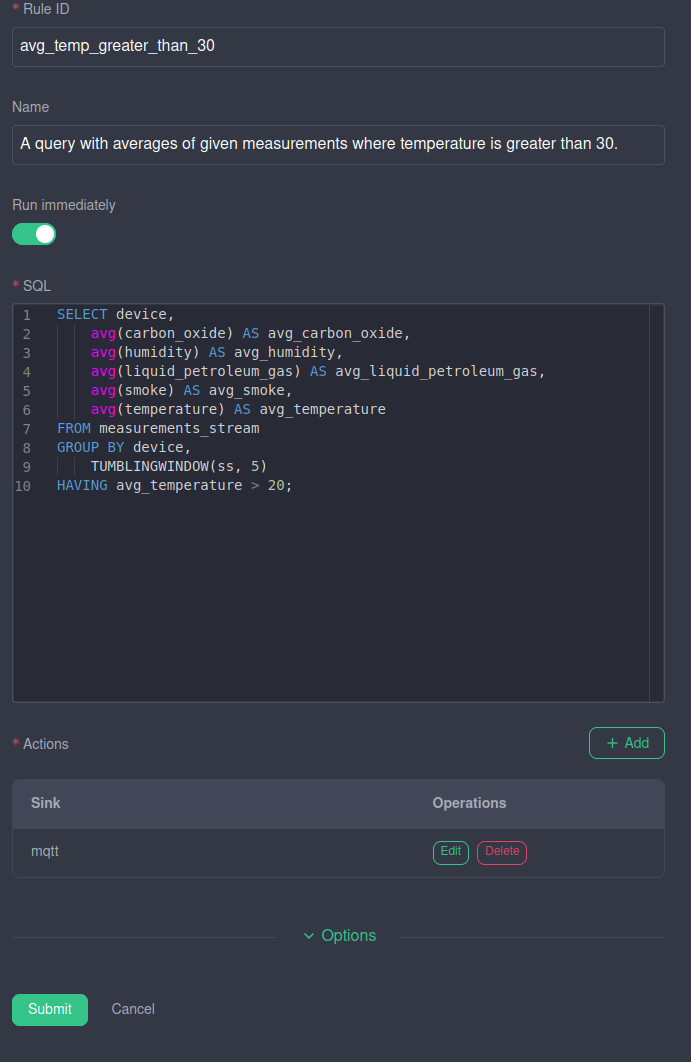 * Rule ID
avg_temp_greater_than_30
Name
A query with averages of given measurements where temperature is greater than 30.
Run immediately
* SQL
1 SELECT device,
2 avg(carbon_oxide) AS avg_carbon_oxide,
3 avg(humidity) AS avg_humidity,
4 avg(liquid_petroleum_gas) AS avg_liquid_petroleum_gas,
5 avg(smoke) AS avg_smoke,
6 avg(temperature) AS avg_temperature
7 FROM measurements_stream
8 GROUP BY device,
9 TUMBLINGWINDOW(ss, 5)
10 HAVING avg_temperature > 20;
* Actions + Add
Sink Operations
mqtt Edit Delete
Options
Submit Cancel